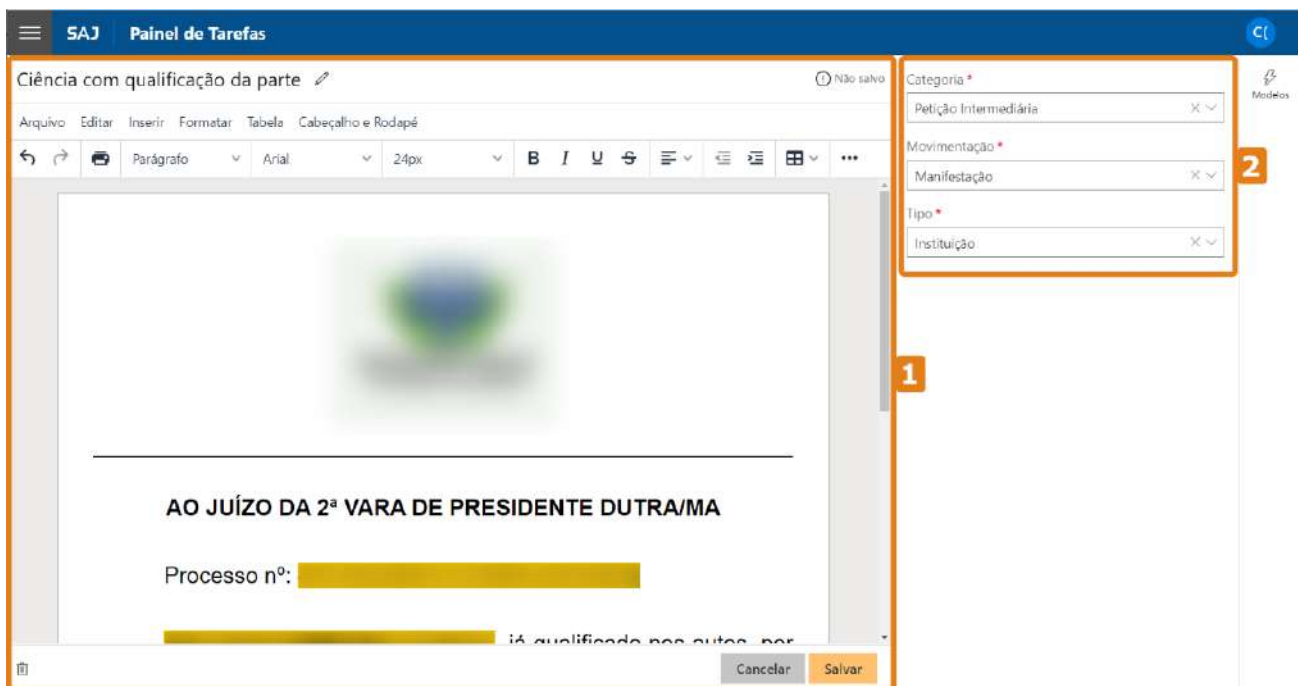 SAJ Painel de Tarefas C(
Ciência com qualificação da parte Não salvo
Arquivo Editar Inserir Formatar Tabela Cabeçalho e Rodapé
Parágrafo Arial 24px B I U S
AO JUÍZO DA 2ª VARA DE PRESIDENTE DUTRA/MA
Processo nº:
já qualificado nos autos, por
Cancelar Salvar
1
Categoria *
Petição Intermediária
Movimentação *
Manifestação
Tipo *
Instituição
2
Modelos